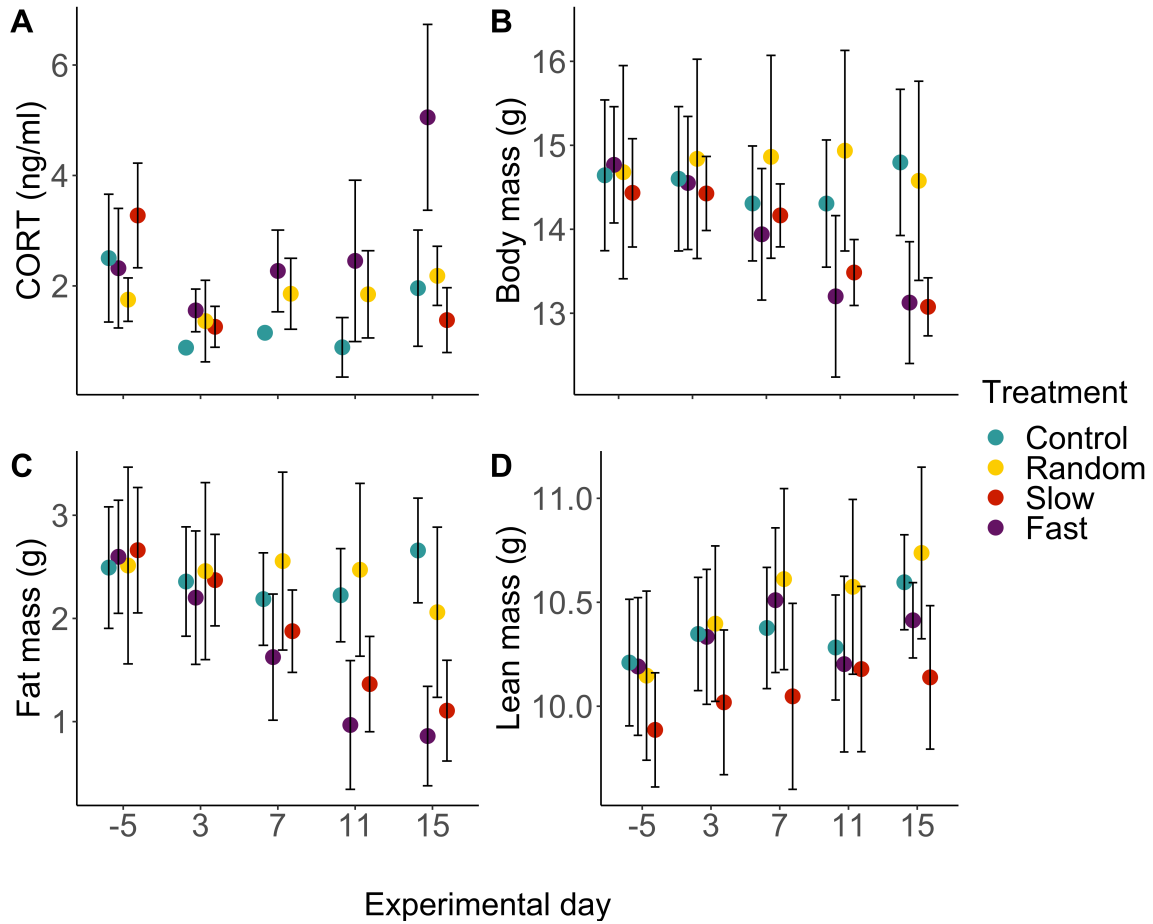 A
CORT (ng/ml)
6
4
2
B
Body mass (g)
16
15
14
13
C
Fat mass (g)
3
2
1
-5 3 7 11 15
D
Lean mass (g)
11.0
10.5
10.0
-5 3 7 11 15
Experimental day
Treatment
Control
Random
Slow
Fast